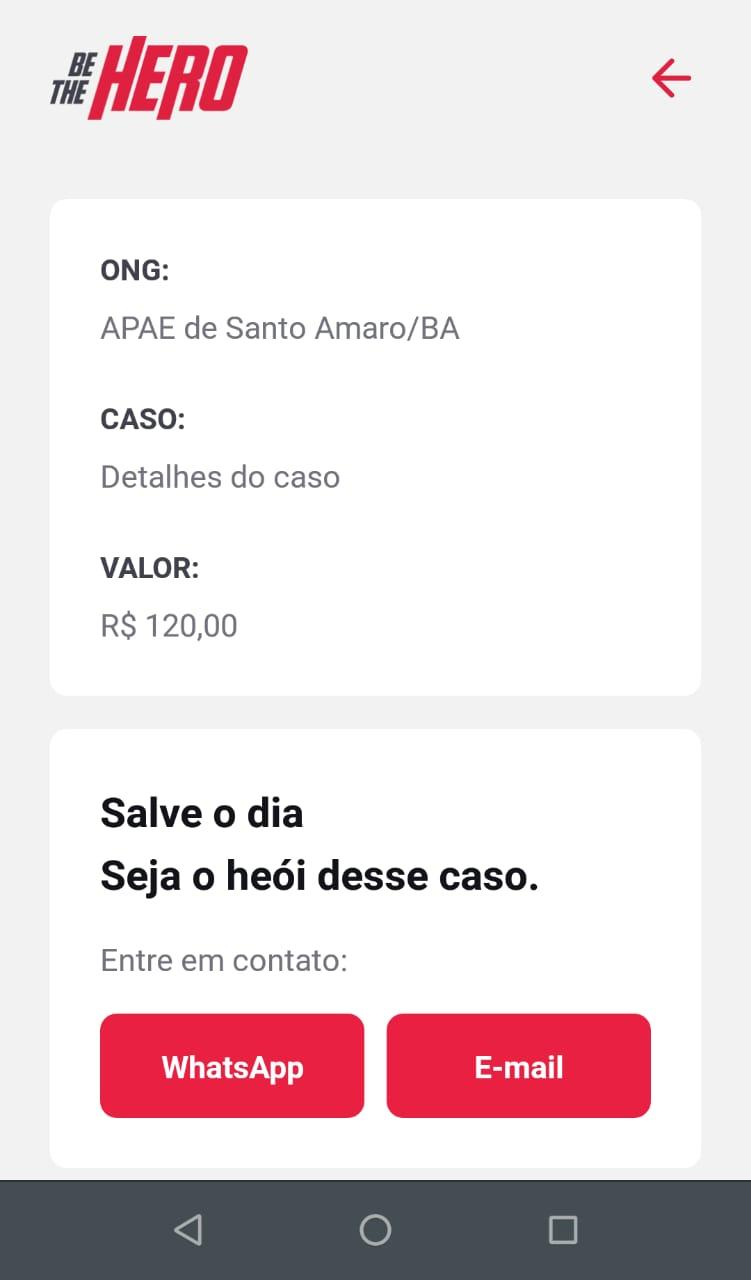 BE
THE HERO
ONG:
APAE de Santo Amaro/BA
CASO:
Detalhes do caso
VALOR:
R$ 120,00
Salve o dia
Seja o heói desse caso.
Entre em contato:
WhatsApp E-mail